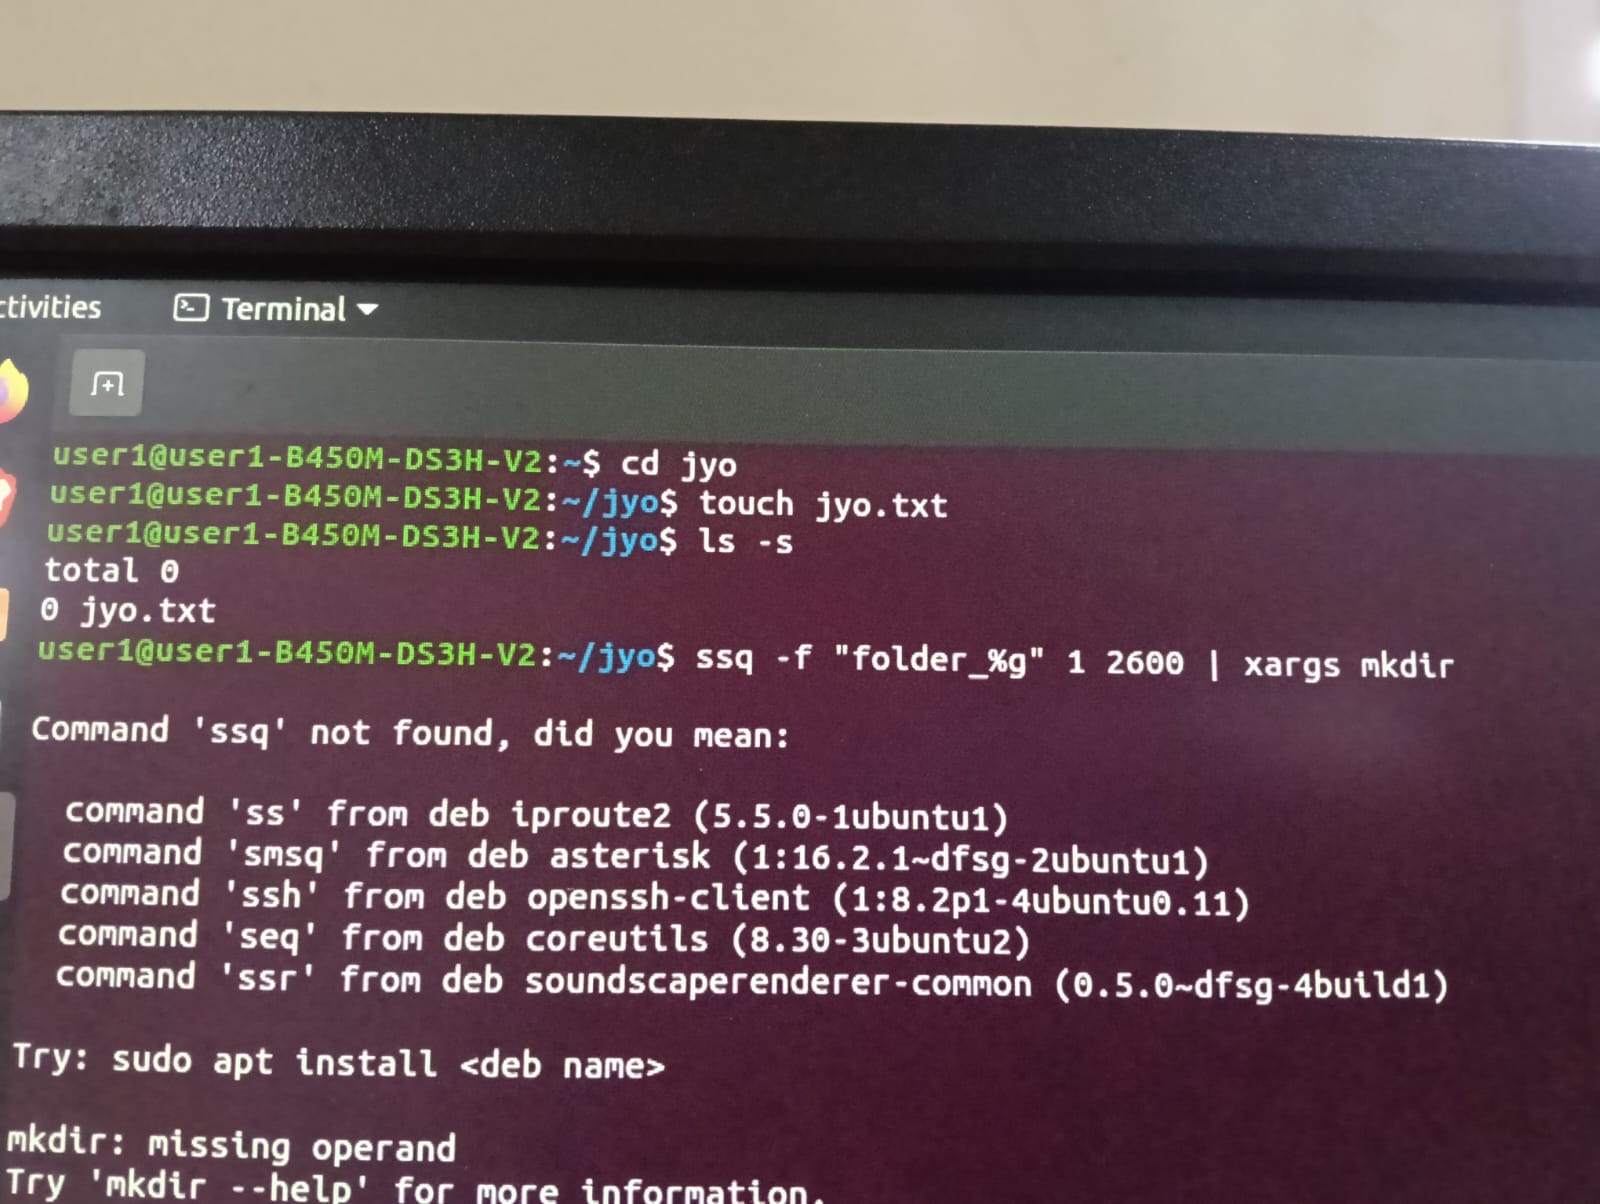 ctivities
Terminal
user1@user1-B450M-DS3H-V2:~$ cd jyo
user1@user1-B450M-DS3H-V2:~/jyo$ touch jyo.txt
user1@user1-B450M-DS3H-V2:~/jyo$ ls -s
total 0
0 jyo.txt
user1@user1-B450M-DS3H-V2:~/jyo$ ssq -f "folder_%g" 1 2600 | xargs mkdir
Command 'ssq' not found, did you mean:
command 'ss' from deb iproute2 (5.5.0-1ubuntu1)
command 'smsq' from deb asterisk (1:16.2.1~dfsg-2ubuntu1)
command 'ssh' from deb openssh-client (1:8.2p1-4ubuntu0.11)
command 'seq' from deb coreutils (8.30-3ubuntu2)
command 'ssr' from deb soundscaperenderer-common (0.5.0~dfsg-4build1)
Try: sudo apt install <deb name>
mkdir: missing operand
Try 'mkdir --help' for more information.